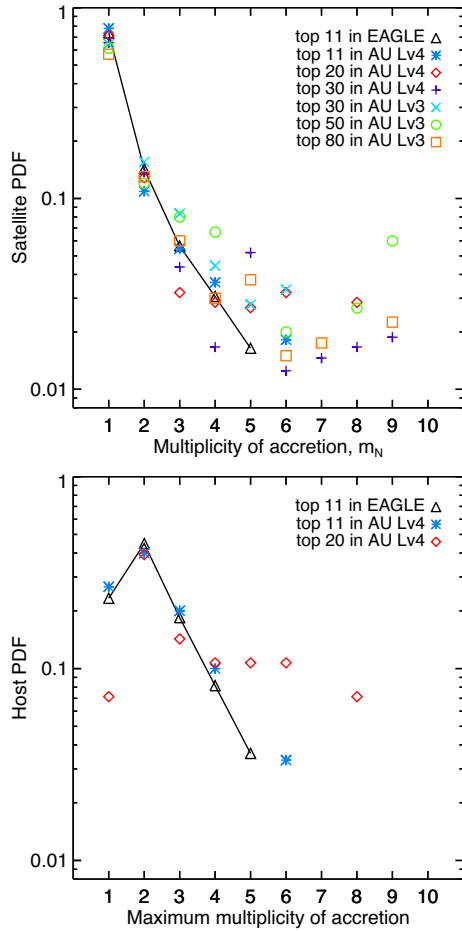 1
top 11 in EAGLE
top 11 in AU Lv4
top 20 in AU Lv4
top 30 in AU Lv4
top 30 in AU Lv3
top 50 in AU Lv3
top 80 in AU Lv3
Satellite PDF
0.1
0.01
1 2 3 4 5 6 7 8 9 10
Multiplicity of accretion, m_N
1
top 11 in EAGLE
top 11 in AU Lv4
top 20 in AU Lv4
Host PDF
0.1
0.01
1 2 3 4 5 6 7 8 9 10
Maximum multiplicity of accretion